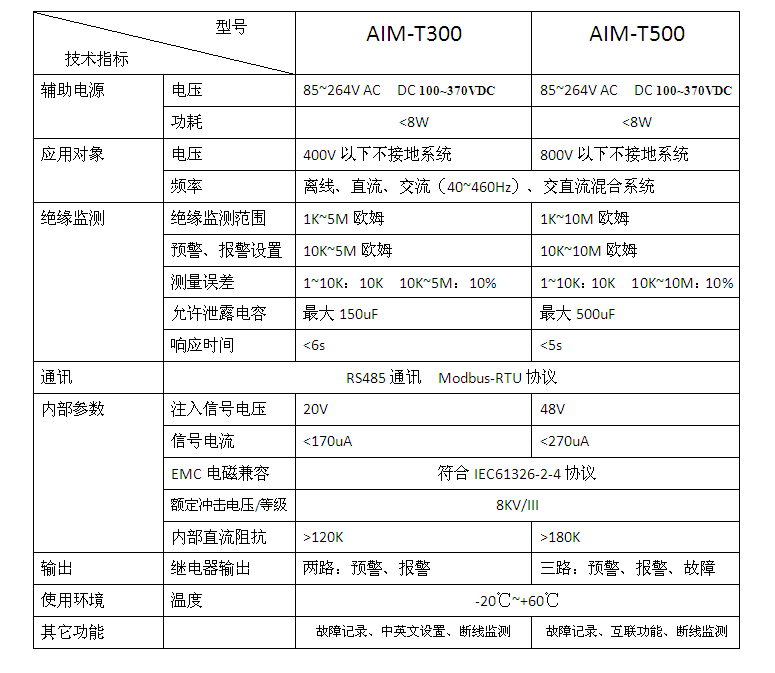 型号 AIM-T300 AIM-T500
技术指标
辅助电源 电压 85~264V AC DC 100~370VDC 85~264V AC DC 100~370VDC
功耗 <8W <8W
应用对象 电压 400V 以下不接地系统 800V 以下不接地系统
频率 离线、直流、交流（40~460Hz）、交直流混合系统
绝缘监测 绝缘监测范围 1K~5M 欧姆 1K~10M 欧姆
预警、报警设置 10K~5M 欧姆 10K~10M 欧姆
测量误差 1~10K：10K 10K~5M：10% 1~10K：10K 10K~10M：10%
允许泄露电容 最大 150uF 最大 500uF
响应时间 <6s <5s
通讯 RS485 通讯 Modbus-RTU 协议
内部参数 注入信号电压 20V 48V
信号电流 <170uA <270uA
EMC 电磁兼容 符合 IEC61326-2-4 协议
额定冲击电压/等级 8KV/III
内部直流阻抗 >120K >180K
输出 继电器输出 两路：预警、报警 三路：预警、报警、故障
使用环境 温度 -20℃~+60℃
其它功能 故障记录、中英文设置、断线监测 故障记录、互联功能、断线监测